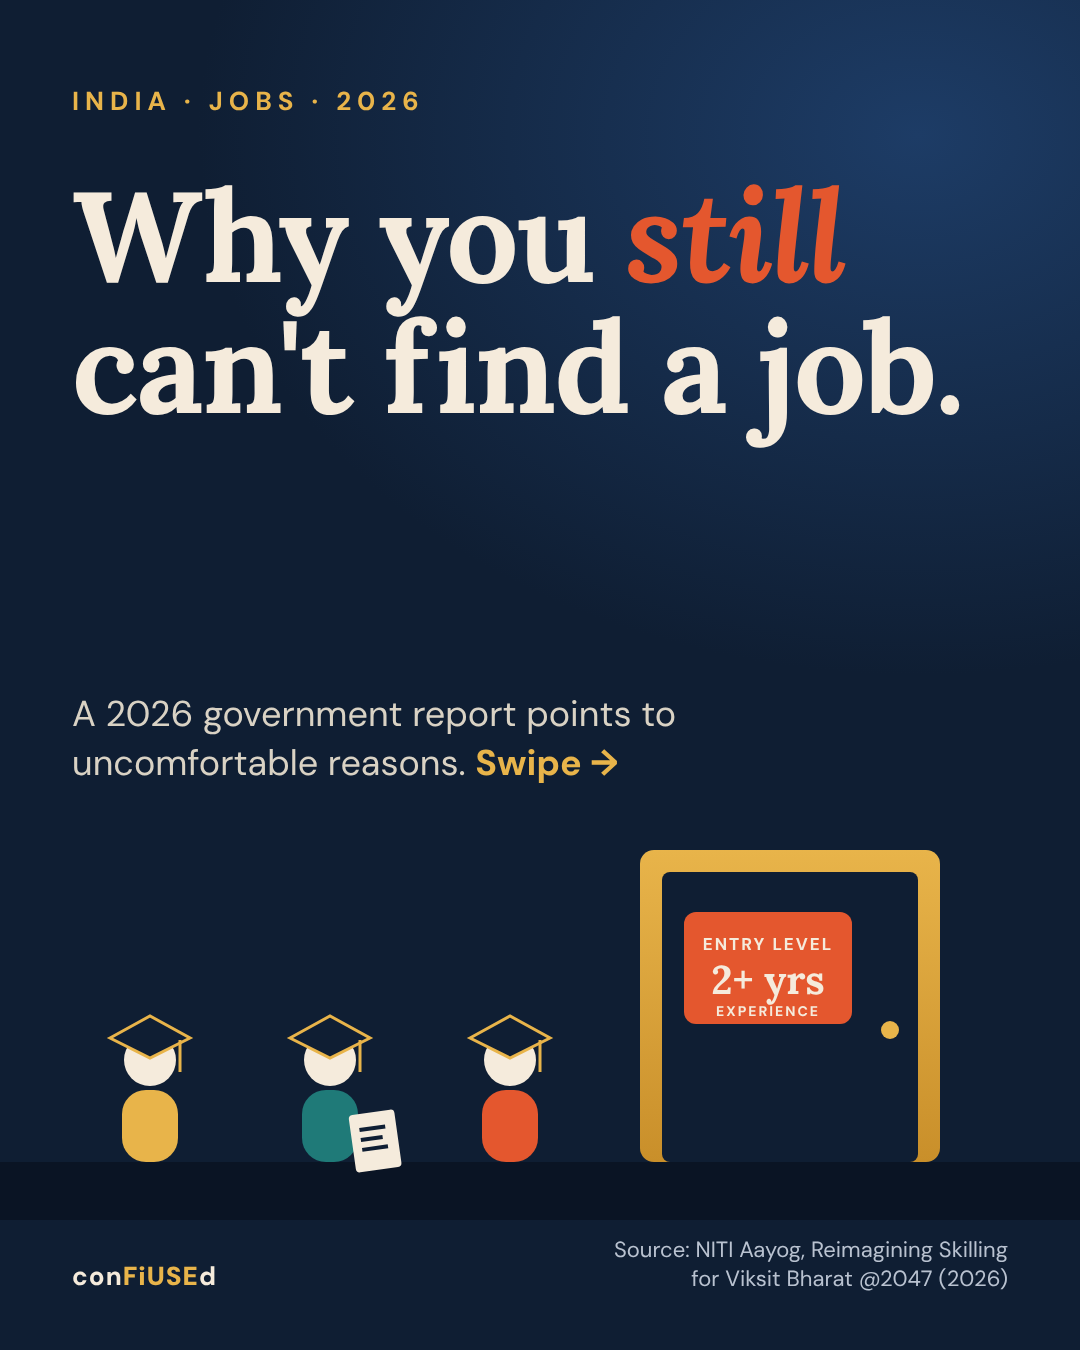 INDIA · JOBS · 2026
Why you still
can't find a job.
A 2026 government report points to
uncomfortable reasons. Swipe →
ENTRY LEVEL
2+ yrs
EXPERIENCE
conFiUSEd
Source: NITI Aayog, Reimagining Skilling
for Viksit Bharat @2047 (2026)